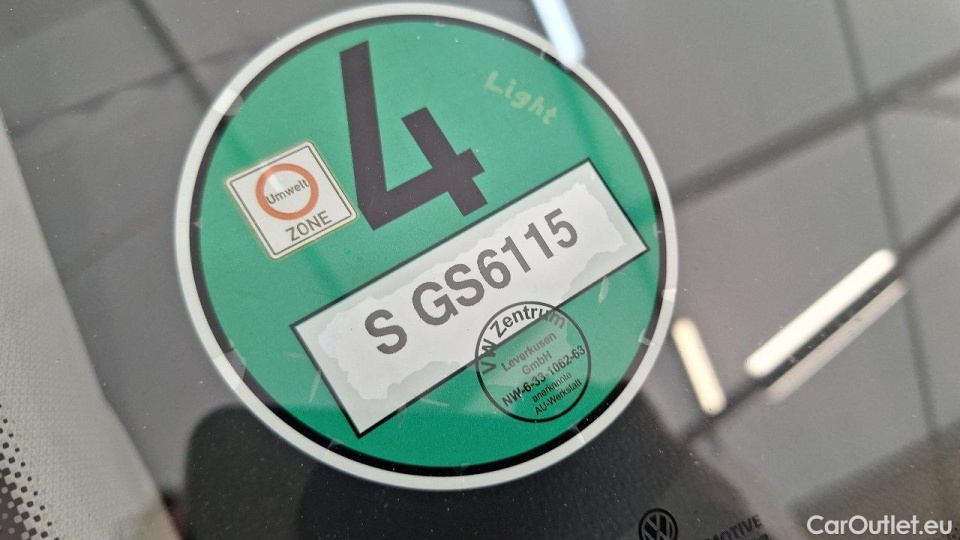 4
Light
Umwelt
ZONE
S GS6115
VW Zentrum
Leverkusen
GmbH
NW-6-33-1062-63
anerkannte
AU-Werkstatt
CarOutlet.eu